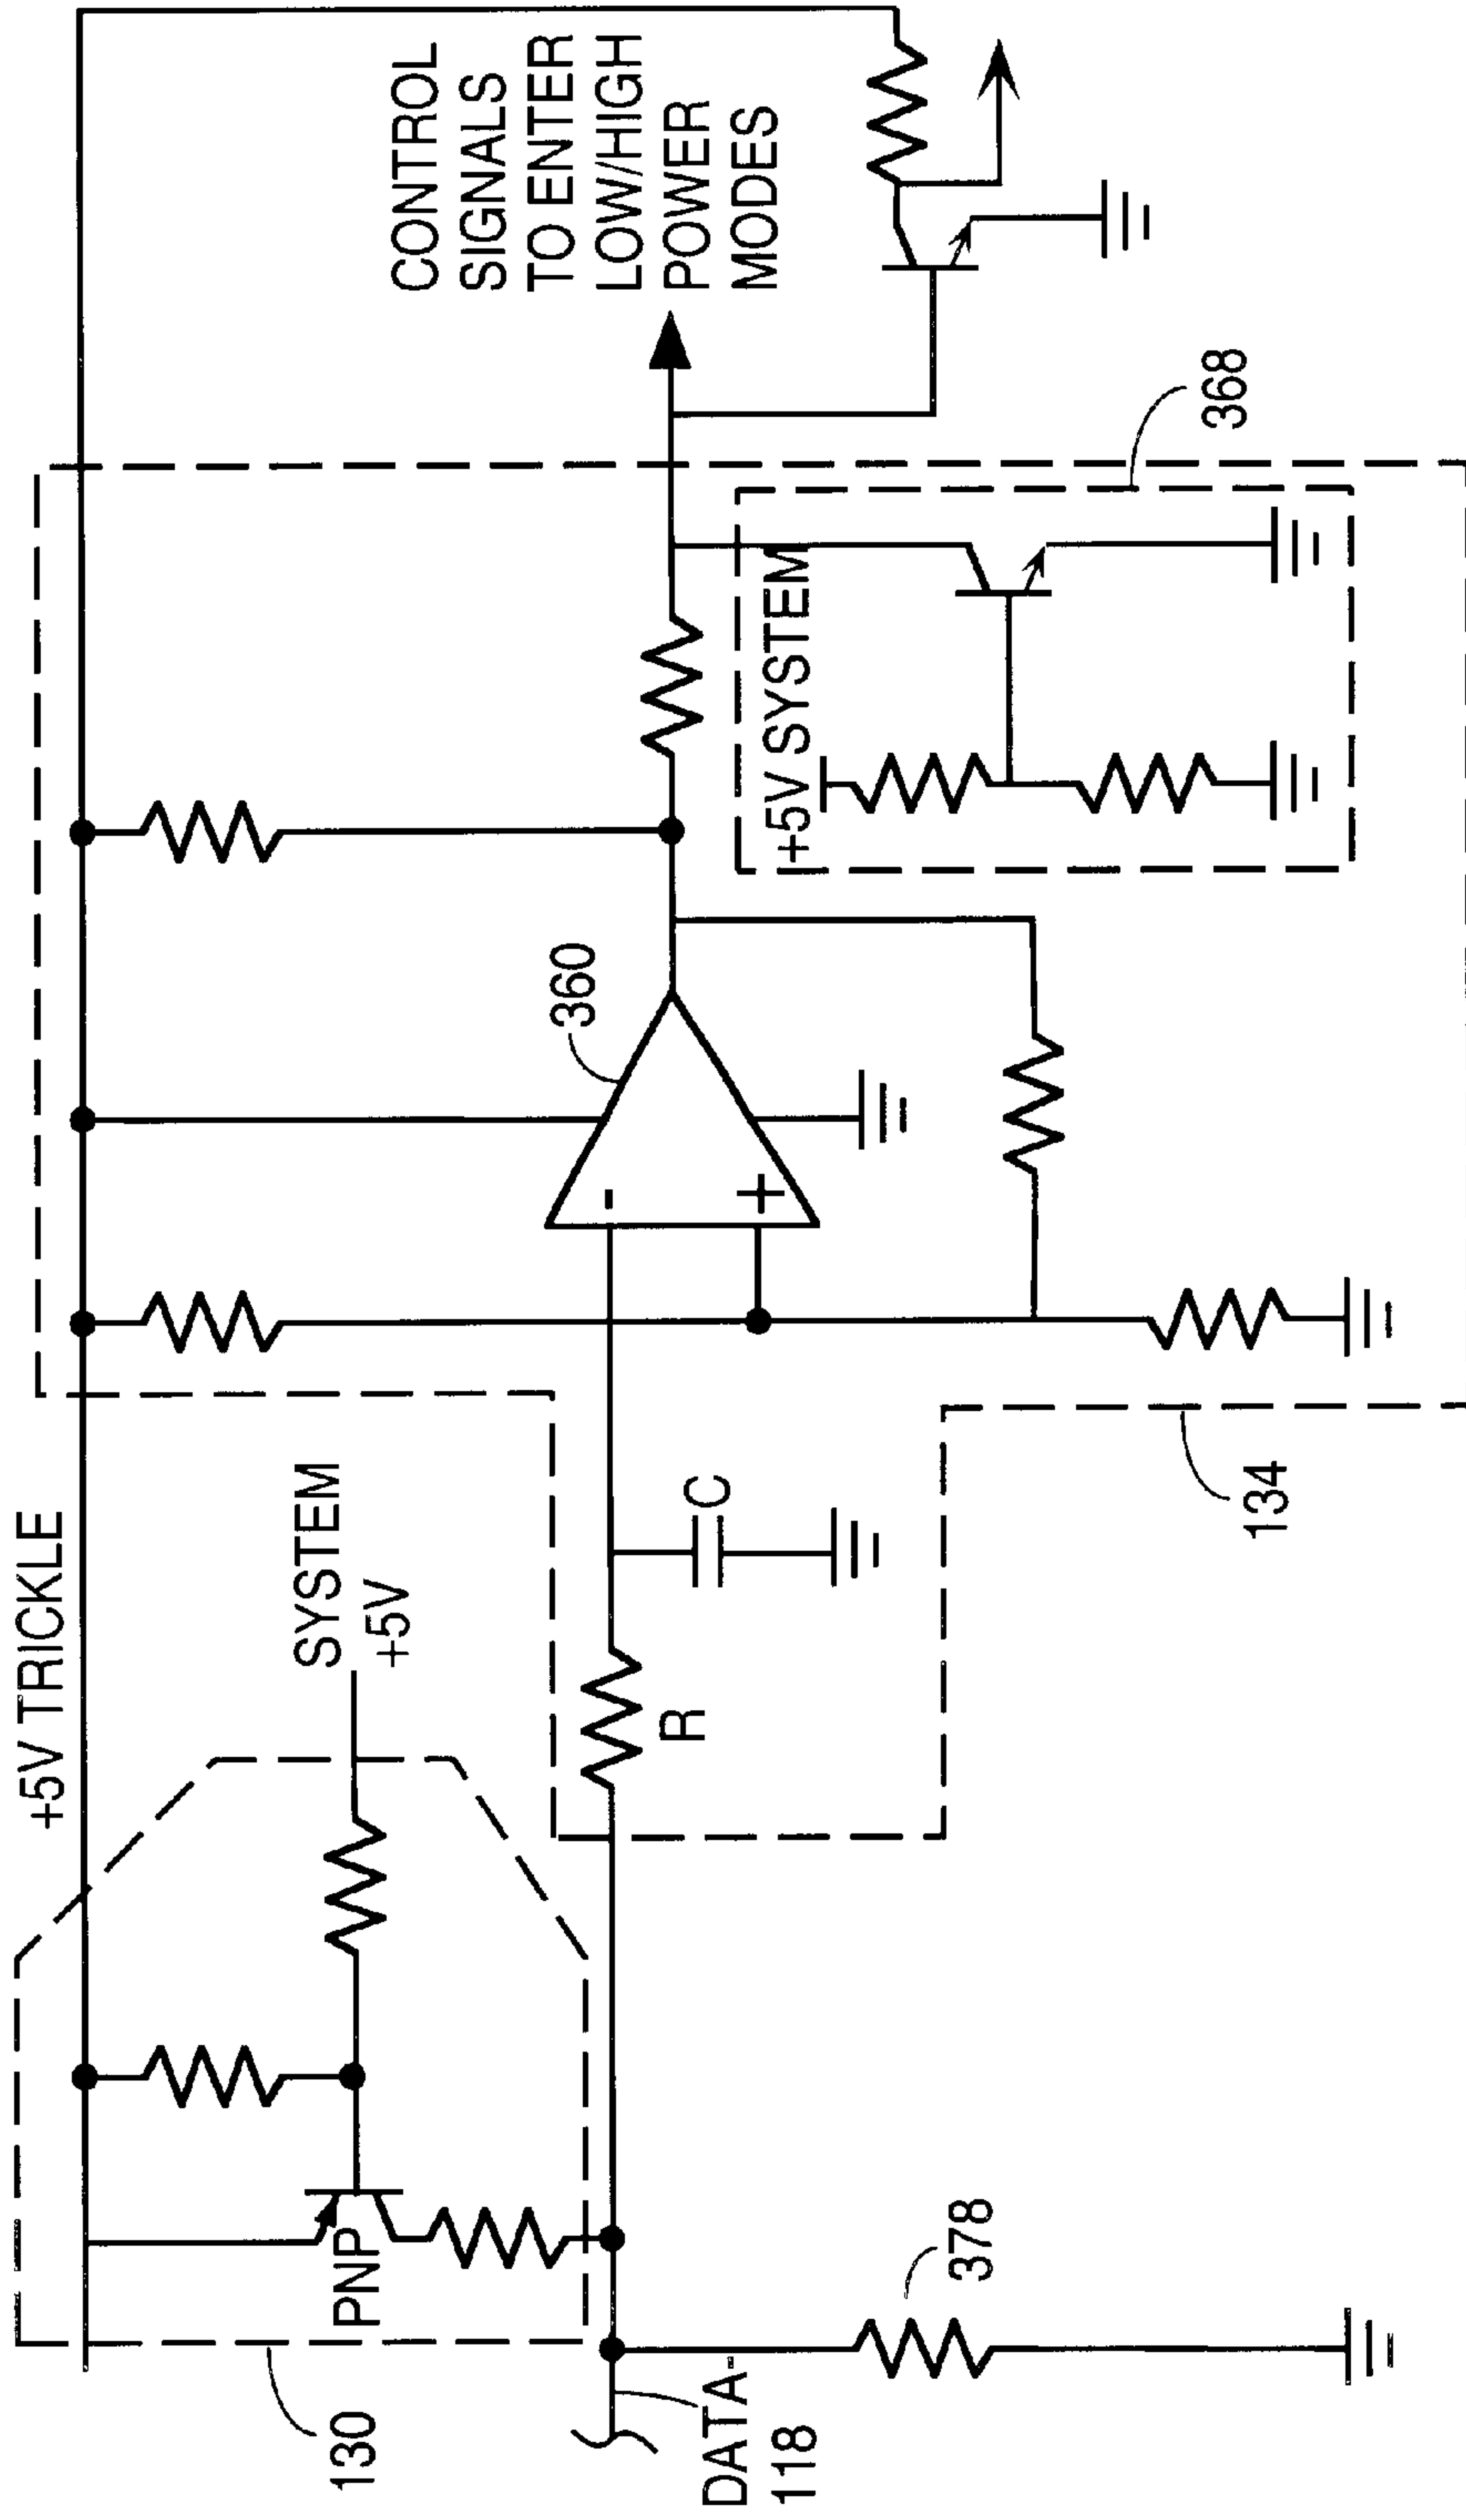 +5V TRICKLE
SYSTEM
+5V
PNP
130
DATA-
118
378
R
C
134
-
+
360
+5V SYSTEM
368
CONTROL
SIGNALS
TO ENTER
LOW/HIGH
POWER
MODES